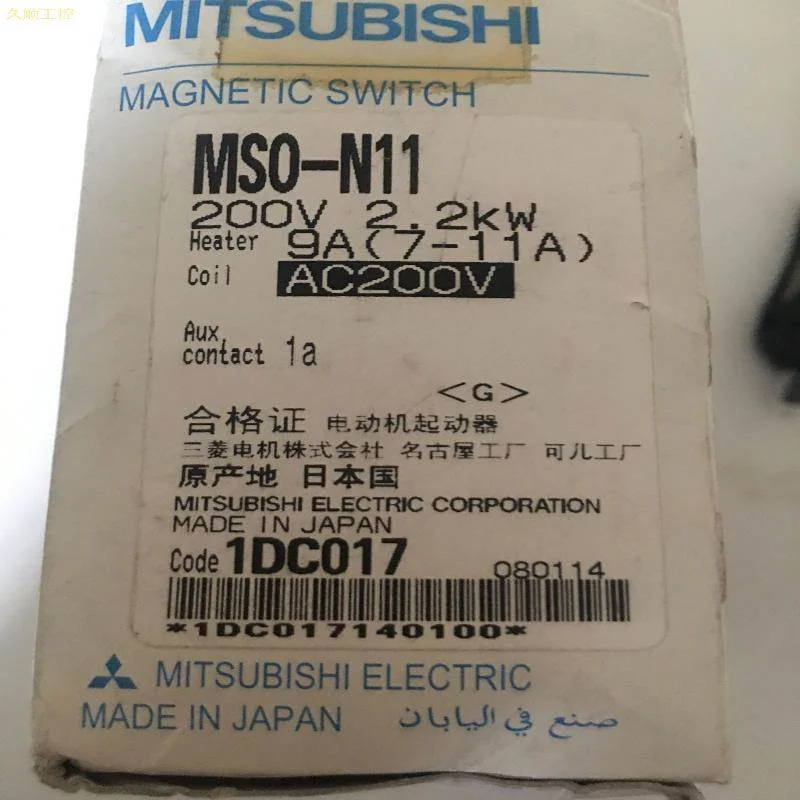 久顺工控
MITSUBISHI
MAGNETIC SWITCH
MSO-N11
200V 2.2kW
Heater 9A(7-11A)
Coil AC200V
Aux.
contact 1a
<G>
合格证 电动机起动器
三菱电机株式会社 名古屋工厂 可儿工厂
原产地 日本国
MITSUBISHI ELECTRIC CORPORATION
MADE IN JAPAN
Code 1DC017 080114
*1DC017140100*
MITSUBISHI ELECTRIC
MADE IN JAPAN صنع في اليابان